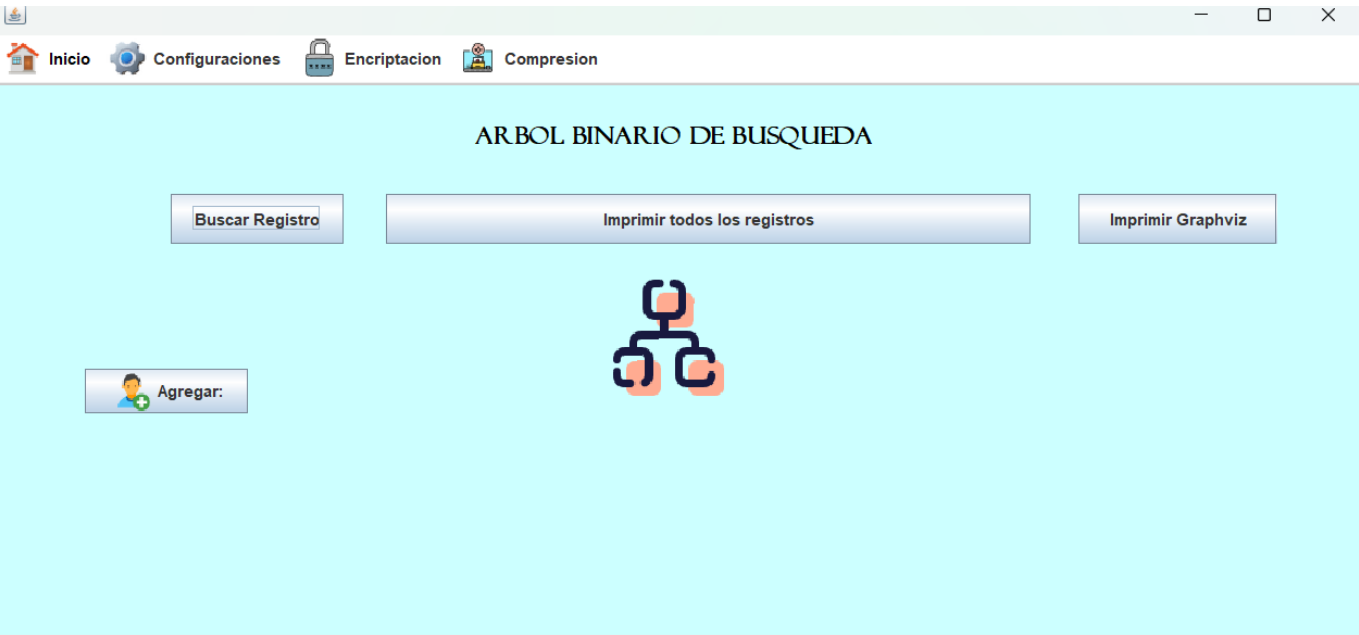 Inicio Configuraciones Encriptacion Compresion
ARBOL BINARIO DE BUSQUEDA
Buscar Registro Imprimir todos los registros Imprimir Graphviz
Agregar: